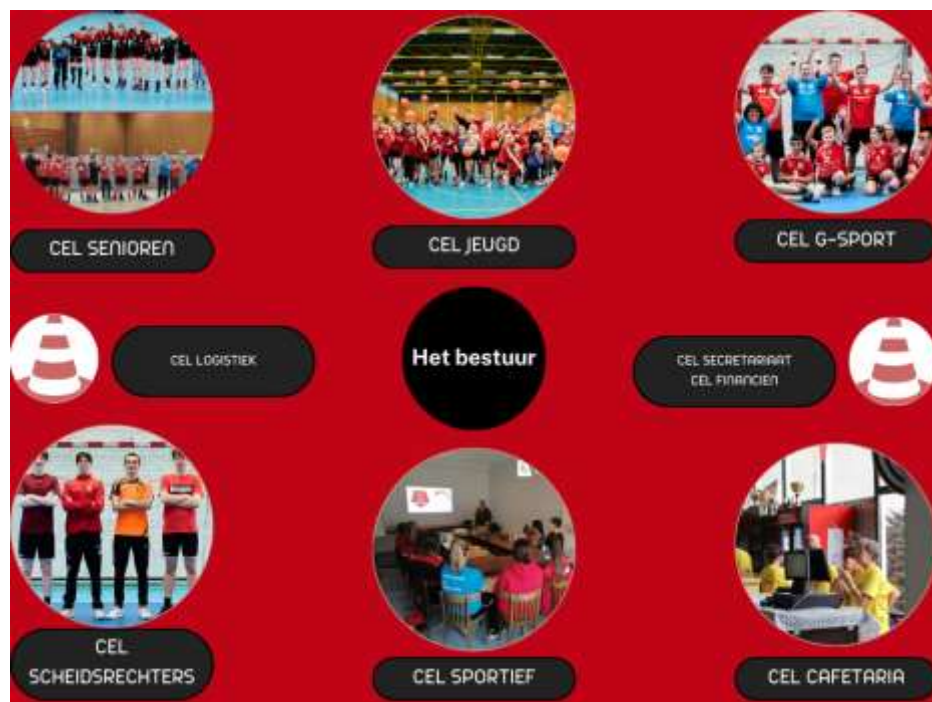 CEL SENIOREN
CEL JEUGD
CEL G-SPORT
CEL LOGISTIEK
Het bestuur
CEL SECRETARIAAT
CEL FINANCIEN
CEL
SCHEIDSRECHTERS
CEL SPORTIEF
CEL CAFETARIA